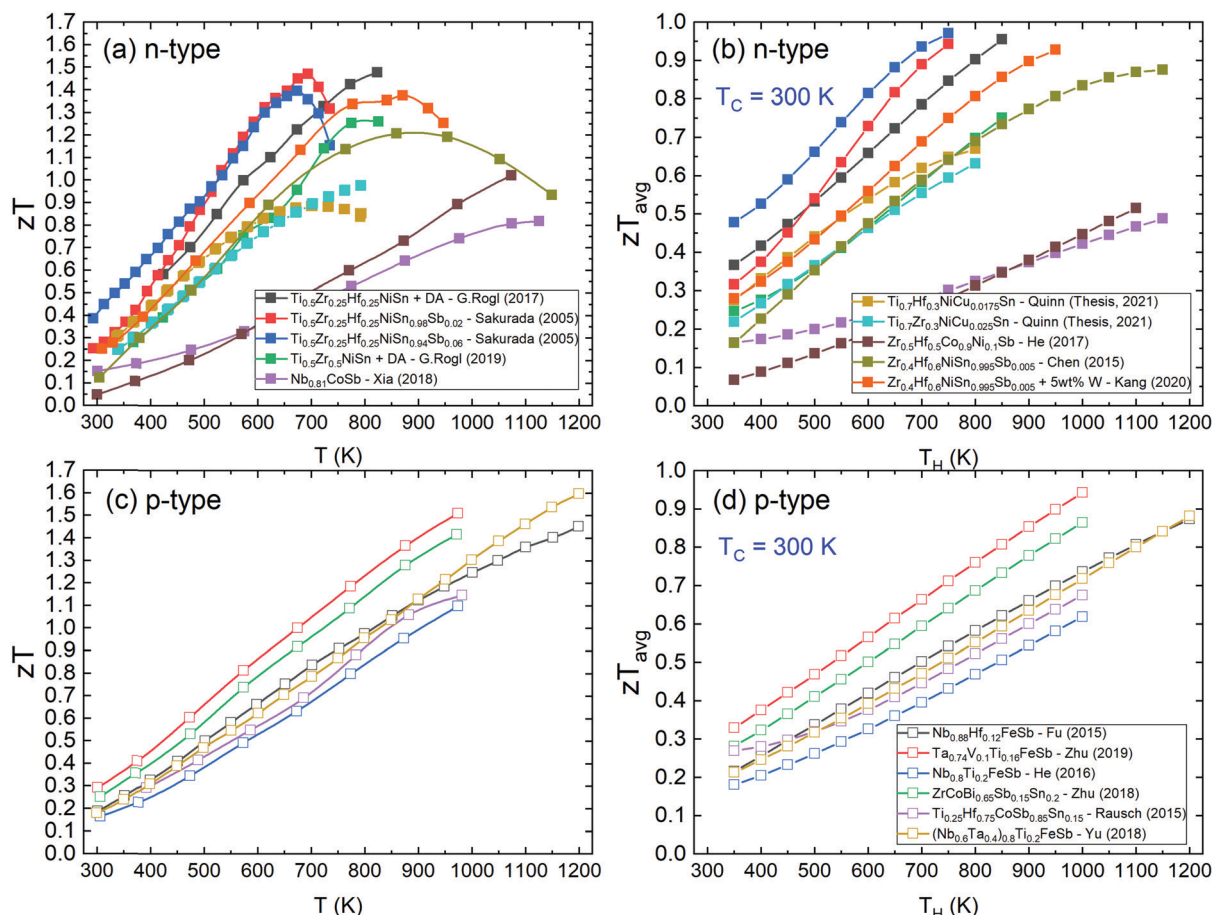 (a) n-type
zT
1.7
1.6
1.5
1.4
1.3
1.2
1.1
1.0
0.9
0.8
0.7
0.6
0.5
0.4
0.3
0.2
0.1
0.0
Ti0.5Zr0.25Hf0.25NiSn + DA - G.Rogl (2017)
Ti0.5Zr0.25Hf0.25NiSn0.98Sb0.02 - Sakurada (2005)
Ti0.5Zr0.25Hf0.25NiSn0.94Sb0.06 - Sakurada (2005)
Ti0.5Zr0.5NiSn + DA - G.Rogl (2019)
Nb0.81CoSb - Xia (2018)
300 400 500 600 700 800 900 1000 1100 1200
T (K)
(b) n-type
TC = 300 K
zTavg
1.0
0.9
0.8
0.7
0.6
0.5
0.4
0.3
0.2
0.1
0.0
Ti0.7Hf0.3NiCu0.0175Sn - Quinn (Thesis, 2021)
Ti0.7Zr0.3NiCu0.025Sn - Quinn (Thesis, 2021)
Zr0.5Hf0.5Co0.9Ni0.1Sb - He (2017)
Zr0.4Hf0.6NiSn0.995Sb0.005 - Chen (2015)
Zr0.4Hf0.6NiSn0.995Sb0.005 + 5wt% W - Kang (2020)
300 400 500 600 700 800 900 1000 1100 1200
TH (K)
(c) p-type
zT
1.7
1.6
1.5
1.4
1.3
1.2
1.1
1.0
0.9
0.8
0.7
0.6
0.5
0.4
0.3
0.2
0.1
0.0
300 400 500 600 700 800 900 1000 1100 1200
T (K)
(d) p-type
TC = 300 K
zTavg
1.0
0.9
0.8
0.7
0.6
0.5
0.4
0.3
0.2
0.1
0.0
Nb0.88Hf0.12FeSb - Fu (2015)
Ta0.74V0.1Ti0.16FeSb - Zhu (2019)
Nb0.8Ti0.2FeSb - He (2016)
ZrCoBi0.65Sb0.15Sn0.2 - Zhu (2018)
Ti0.25Hf0.75CoSb0.85Sn0.15 - Rausch (2015)
(Nb0.6Ta0.4)0.8Ti0.2FeSb - Yu (2018)
300 400 500 600 700 800 900 1000 1100 1200
TH (K)